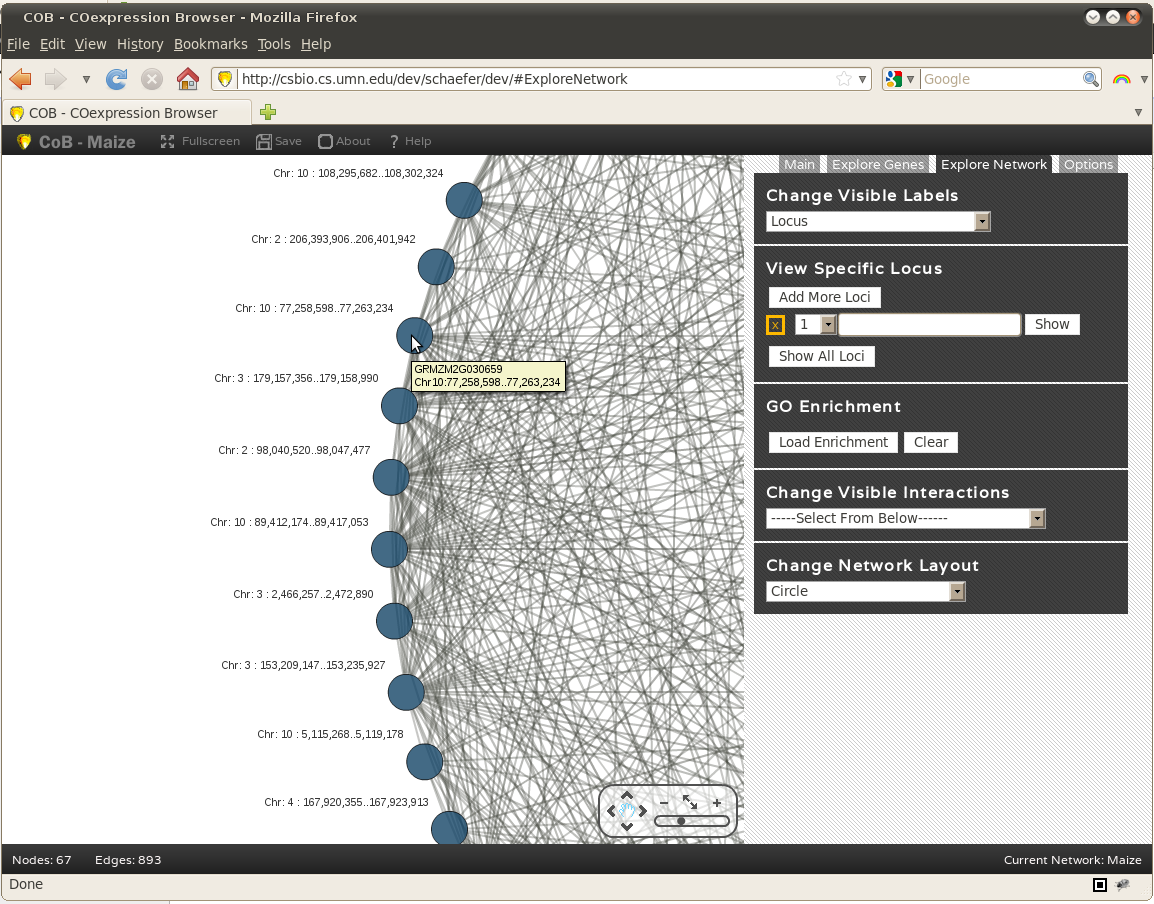 COB - COexpression Browser - Mozilla Firefox
File Edit View History Bookmarks Tools Help
http://csbio.cs.umn.edu/dev/schaefer/dev/#ExploreNetwork
Google
COB - COexpression Browser
CoB - Maize Fullscreen Save About ? Help
Main Explore Genes Explore Network Options
Chr: 10 : 108,295,682..108,302,324
Chr: 2 : 206,393,906..206,401,942
Chr: 10 : 77,258,598..77,263,234
GRMZM2G030659
Chr10:77,258,598..77,263,234
Chr: 3 : 179,157,356..179,158,990
Chr: 2 : 98,040,520..98,047,477
Chr: 10 : 89,412,174..89,417,053
Chr: 3 : 2,466,257..2,472,890
Chr: 3 : 153,209,147..153,235,927
Chr: 10 : 5,115,268..5,119,178
Chr: 4 : 167,920,355..167,923,913
Change Visible Labels
Locus
View Specific Locus
Add More Loci
x 1 Show
Show All Loci
GO Enrichment
Load Enrichment Clear
Change Visible Interactions
-----Select From Below------
Change Network Layout
Circle
Nodes: 67 Edges: 893 Current Network: Maize
Done